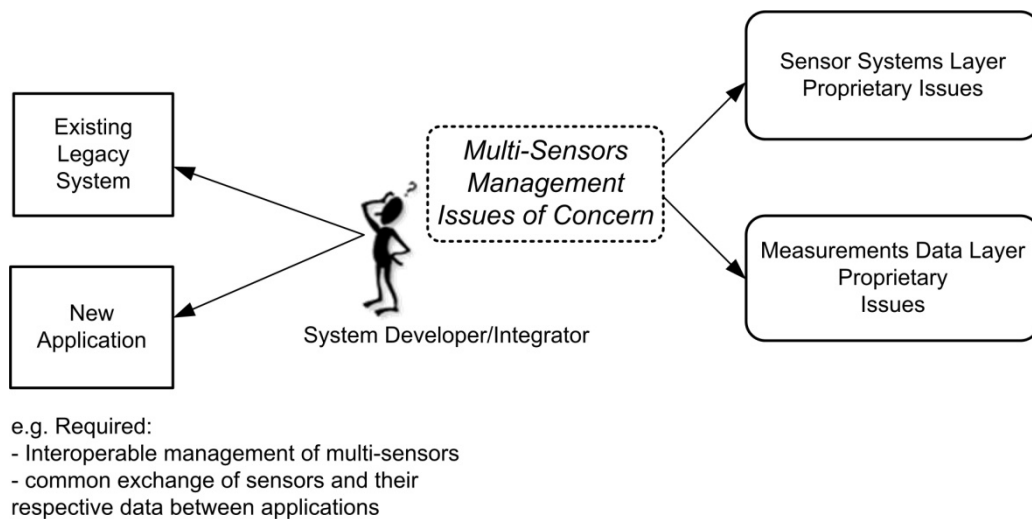 Existing
Legacy
System
New
Application
?
System Developer/Integrator
Multi-Sensors
Management
Issues of Concern
Sensor Systems Layer
Proprietary Issues
Measurements Data Layer
Proprietary
Issues
e.g. Required:
- Interoperable management of multi-sensors
- common exchange of sensors and their
respective data between applications